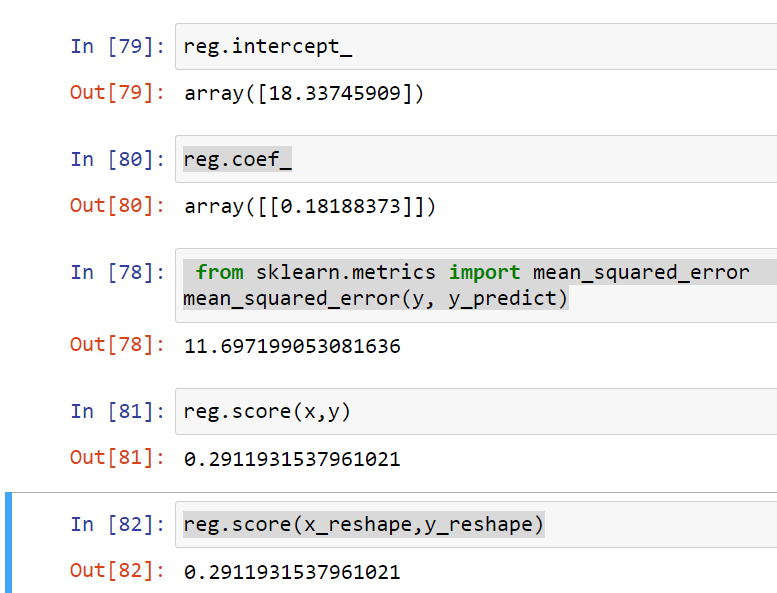 In [79]: reg.intercept_
Out[79]: array([18.33745909])
In [80]: reg.coef_
Out[80]: array([[0.18188373]])
In [78]: from sklearn.metrics import mean_squared_error
mean_squared_error(y, y_predict)
Out[78]: 11.697199053081636
In [81]: reg.score(x,y)
Out[81]: 0.2911931537961021
In [82]: reg.score(x_reshape,y_reshape)
Out[82]: 0.2911931537961021